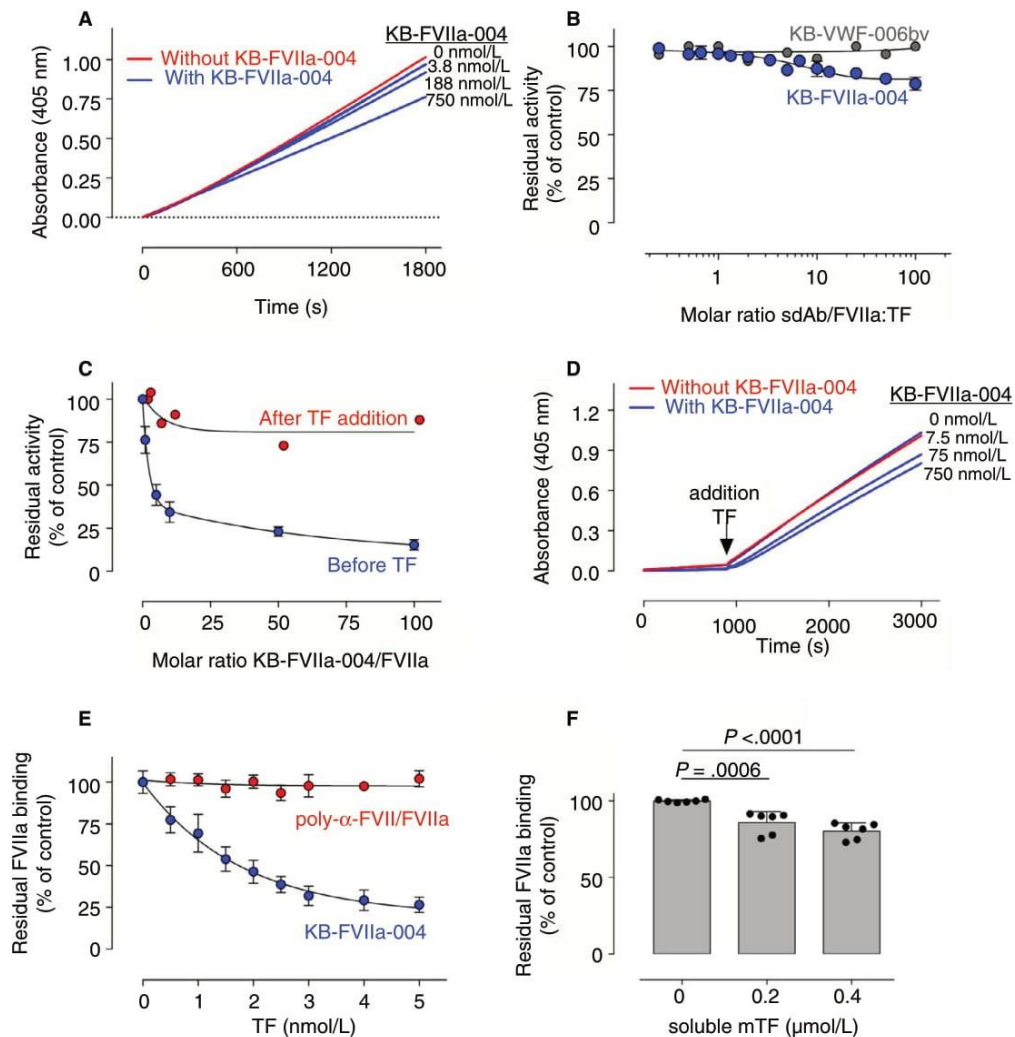 A
Absorbance (405 nm)
1.00
0.75
0.50
0.25
0.00
Without KB-FVIIa-004
With KB-FVIIa-004
KB-FVIIa-004
0 nmol/L
3.8 nmol/L
188 nmol/L
750 nmol/L
0 600 1200 1800
Time (s)
B
Residual activity
(% of control)
100
75
50
25
0
KB-VWF-006bv
KB-FVIIa-004
1 10 100
Molar ratio sdAb/FVIIa:TF
C
Residual activity
(% of control)
100
75
50
25
0
After TF addition
Before TF
0 25 50 75 100
Molar ratio KB-FVIIa-004/FVIIa
D
Absorbance (405 nm)
1.2
0.9
0.6
0.3
0.0
Without KB-FVIIa-004
With KB-FVIIa-004
KB-FVIIa-004
0 nmol/L
7.5 nmol/L
75 nmol/L
750 nmol/L
addition
TF
0 1000 2000 3000
Time (s)
E
Residual FVIIa binding
(% of control)
100
75
50
25
0
poly-α-FVII/FVIIa
KB-FVIIa-004
0 1 2 3 4 5
TF (nmol/L)
F
Residual FVIIa binding
(% of control)
100
50
0
P <.0001
P = .0006
0 0.2 0.4
soluble mTF (μmol/L)